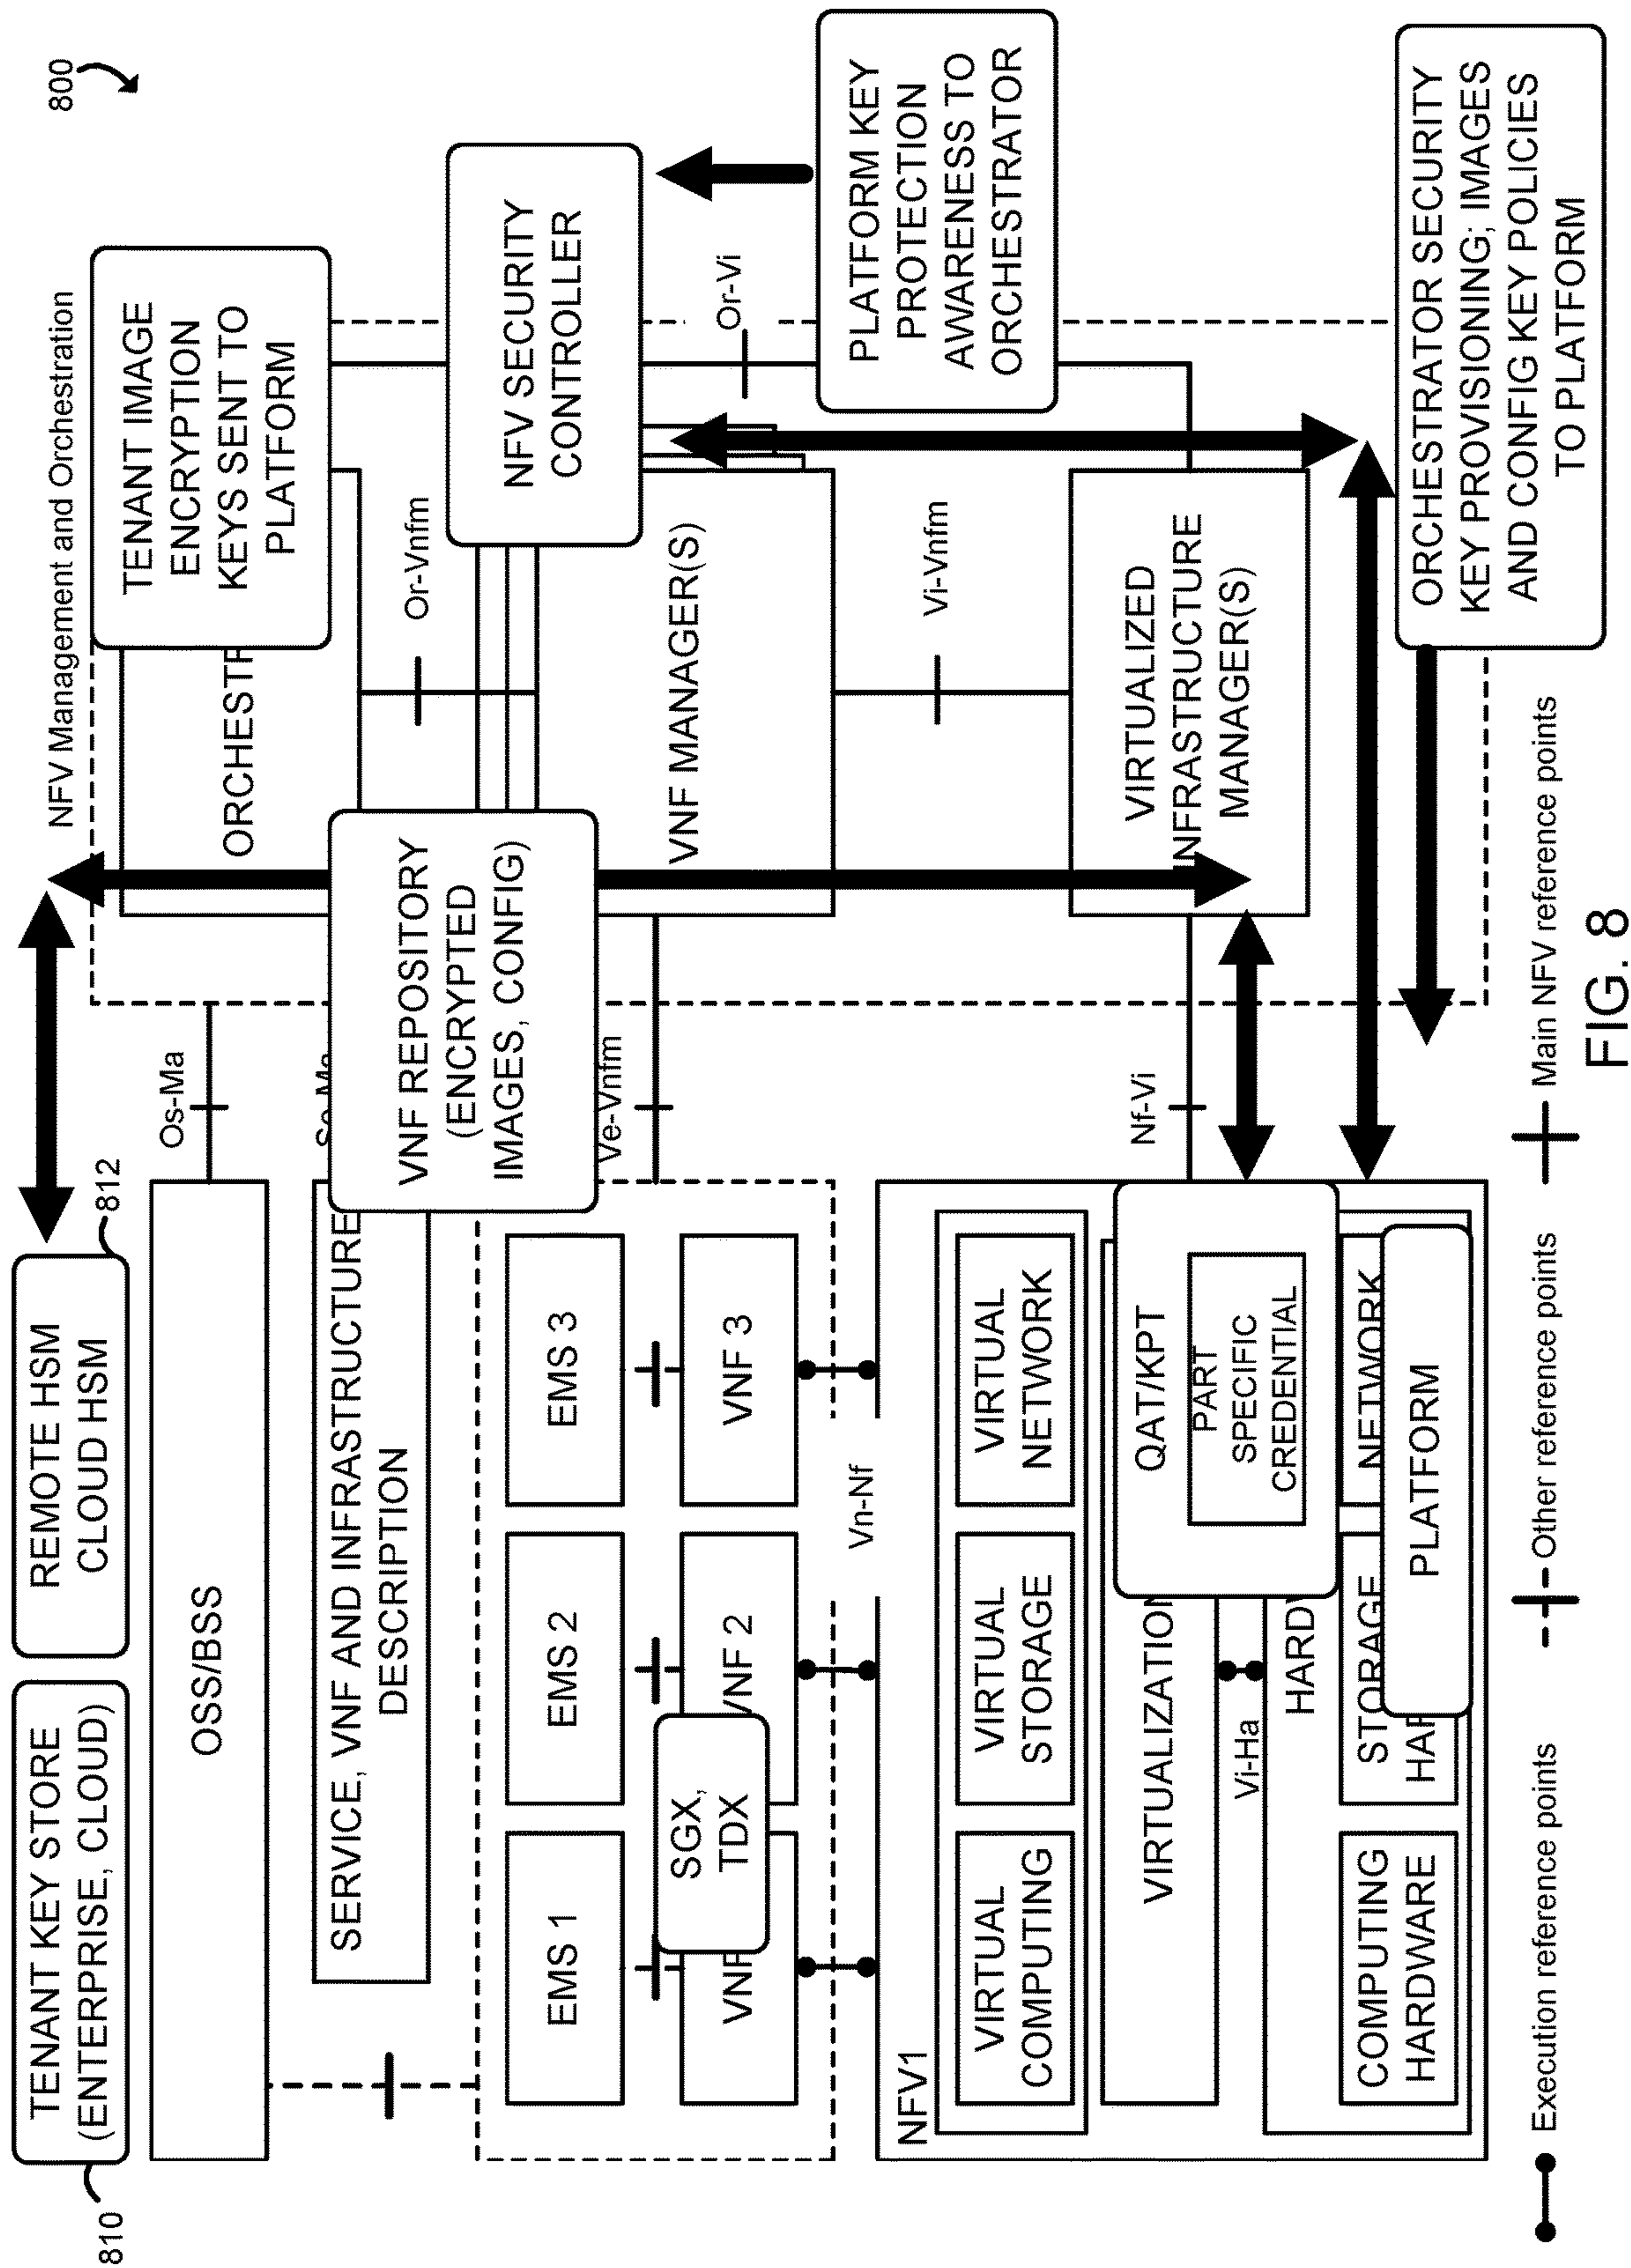 800
TENANT KEY STORE
(ENTERPRISE, CLOUD)
810
REMOTE HSM
CLOUD HSM
812
NFV Management and Orchestration
OSS/BSS
Os-Ma
TENANT IMAGE
ENCRYPTION
KEYS SENT TO
PLATFORM
SERVICE, VNF AND INFRASTRUCTURE
DESCRIPTION
VNF REPOSITORY
(ENCRYPTED
IMAGES, CONFIG)
Or-Vnfm
NFV SECURITY
CONTROLLER
EMS 1
EMS 2
EMS 3
Ve-Vnfm
VNF MANAGER(S)
Or-Vi
SGX,
TDX
VNF 2
VNF 3
Vn-Nf
Vi-Vnfm
PLATFORM KEY
PROTECTION
AWARENESS TO
ORCHESTRATOR
NFV1
VIRTUAL
COMPUTING
VIRTUAL
STORAGE
VIRTUAL
NETWORK
VIRTUALIZATION
Nf-Vi
VIRTUALIZED
INFRASTRUCTURE
MANAGER(S)
QAT/KPT
PART
SPECIFIC
CREDENTIAL
Vi-Ha
COMPUTING
HARDWARE
STORAGE
NETWORK
PLATFORM
ORCHESTRATOR SECURITY
KEY PROVISIONING; IMAGES
AND CONFIG KEY POLICIES
TO PLATFORM
Execution reference points
Other reference points
Main NFV reference points
FIG. 8